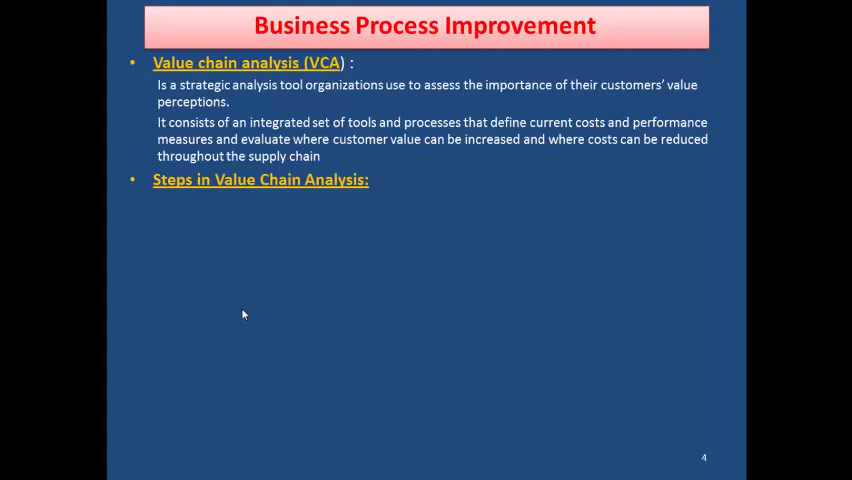 Business Process Improvement
• Value chain analysis (VCA) :
Is a strategic analysis tool organizations use to assess the importance of their customers' value
perceptions.
It consists of an integrated set of tools and processes that define current costs and performance
measures and evaluate where customer value can be increased and where costs can be reduced
throughout the supply chain
• Steps in Value Chain Analysis:
4